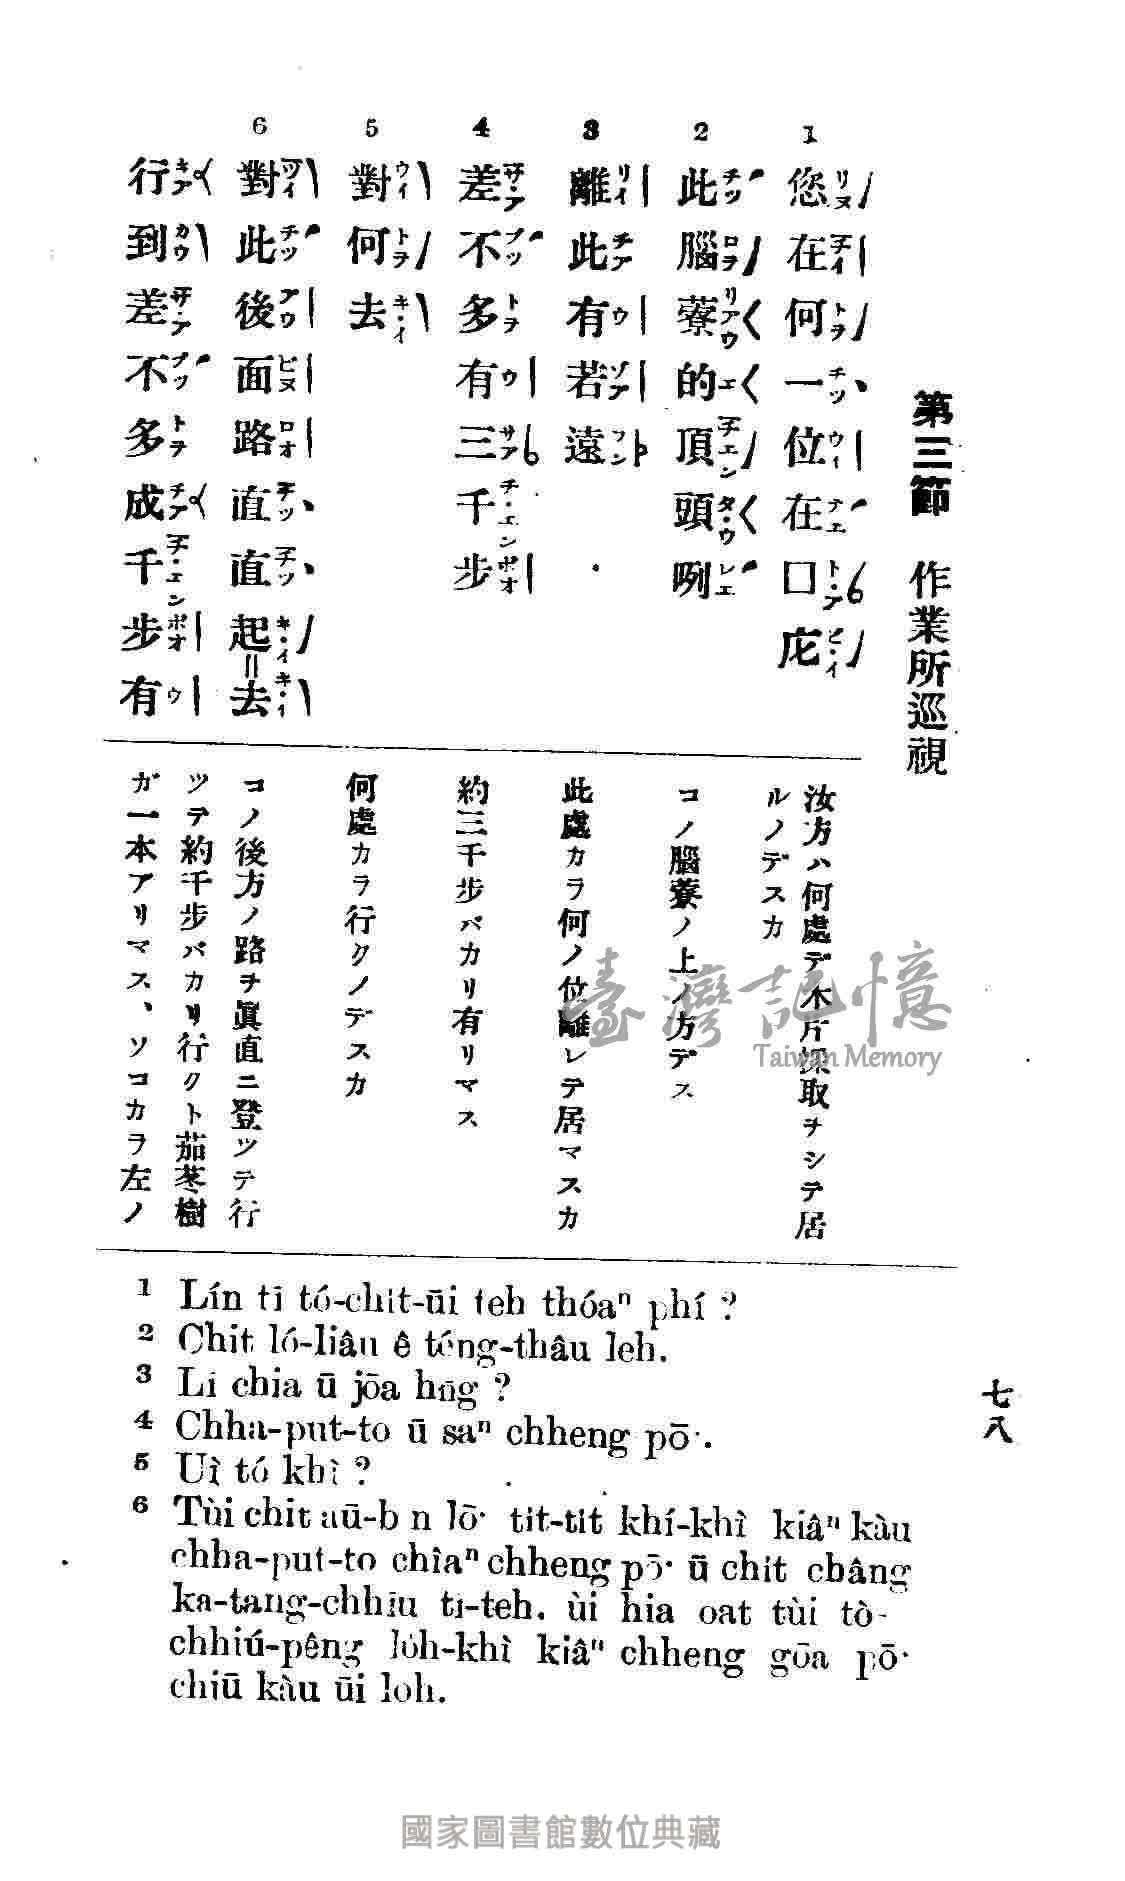 第三節 作業所巡視
1 您在何一位在囗庇
2 此腦藔的頂頭咧
3 離此有若遠
4 差不多有三千步
5 對何去
6 對此後面路直直起=去
行到差不多成千步有
汝方ハ何處デ木片採取ヲシテ居
ルノデスカ
コノ腦藔ノ上ノ方デス
此處カラ何ノ位離レテ居マスカ
約三千步バカリ有リマス
何處カラ行クノデスカ
コノ後方ノ路ヲ眞直ニ登ツテ行
ツテ約千步バカリ行クト茄苳樹
ガ一本アリマス、ソコカラ左ノ
1 Lín tī tó-chit-ūi teh thóaⁿ phí ?
2 Chit ló-liâu ê téng-thâu leh.
3 Lī chia ū jōa hn̄g ?
4 Chha-put-to ū saⁿ chheng pō·.
5 Uì tó khì ?
6 Tùi chit aū-b n lō· tit-tit khí-khì kiâⁿ kàu
chha-put-to chîaⁿ chheng pō· ū chit châng
ka-tang-chhīu tī-teh. ùi hia oat tùi tò-
chhiú-pêng lóh-khì kiâⁿ chheng gōa pō·
chiū kàu ūi loh.
七八
臺灣記憶
Taiwan Memory
國家圖書館數位典藏